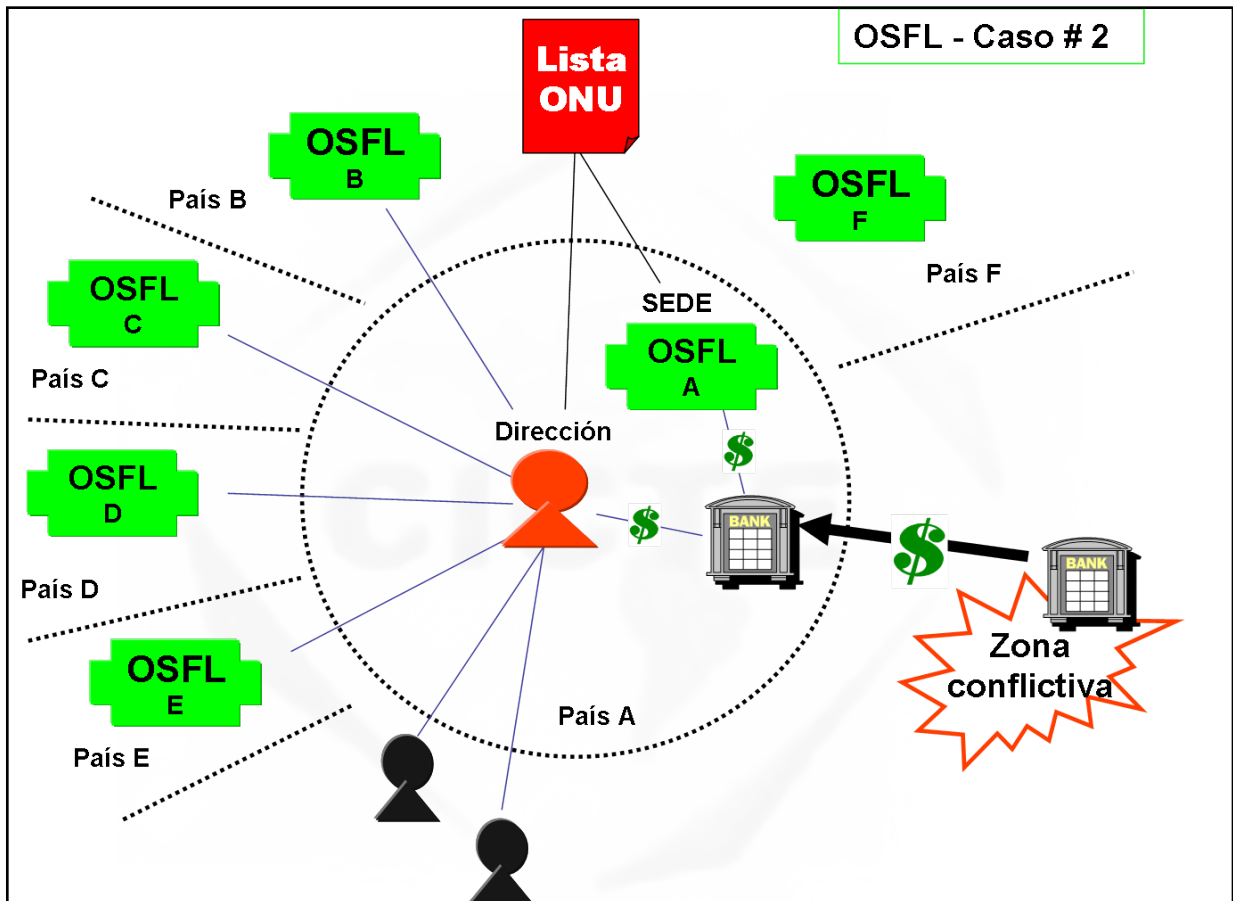 OSFL - Caso # 2
Lista
ONU
OSFL
B
OSFL
F
País B
País F
OSFL
C
SEDE
OSFL
A
País C
Dirección
$
OSFL
D
$
BANK
$
BANK
País D
Zona
conflictiva
OSFL
E
País A
País E